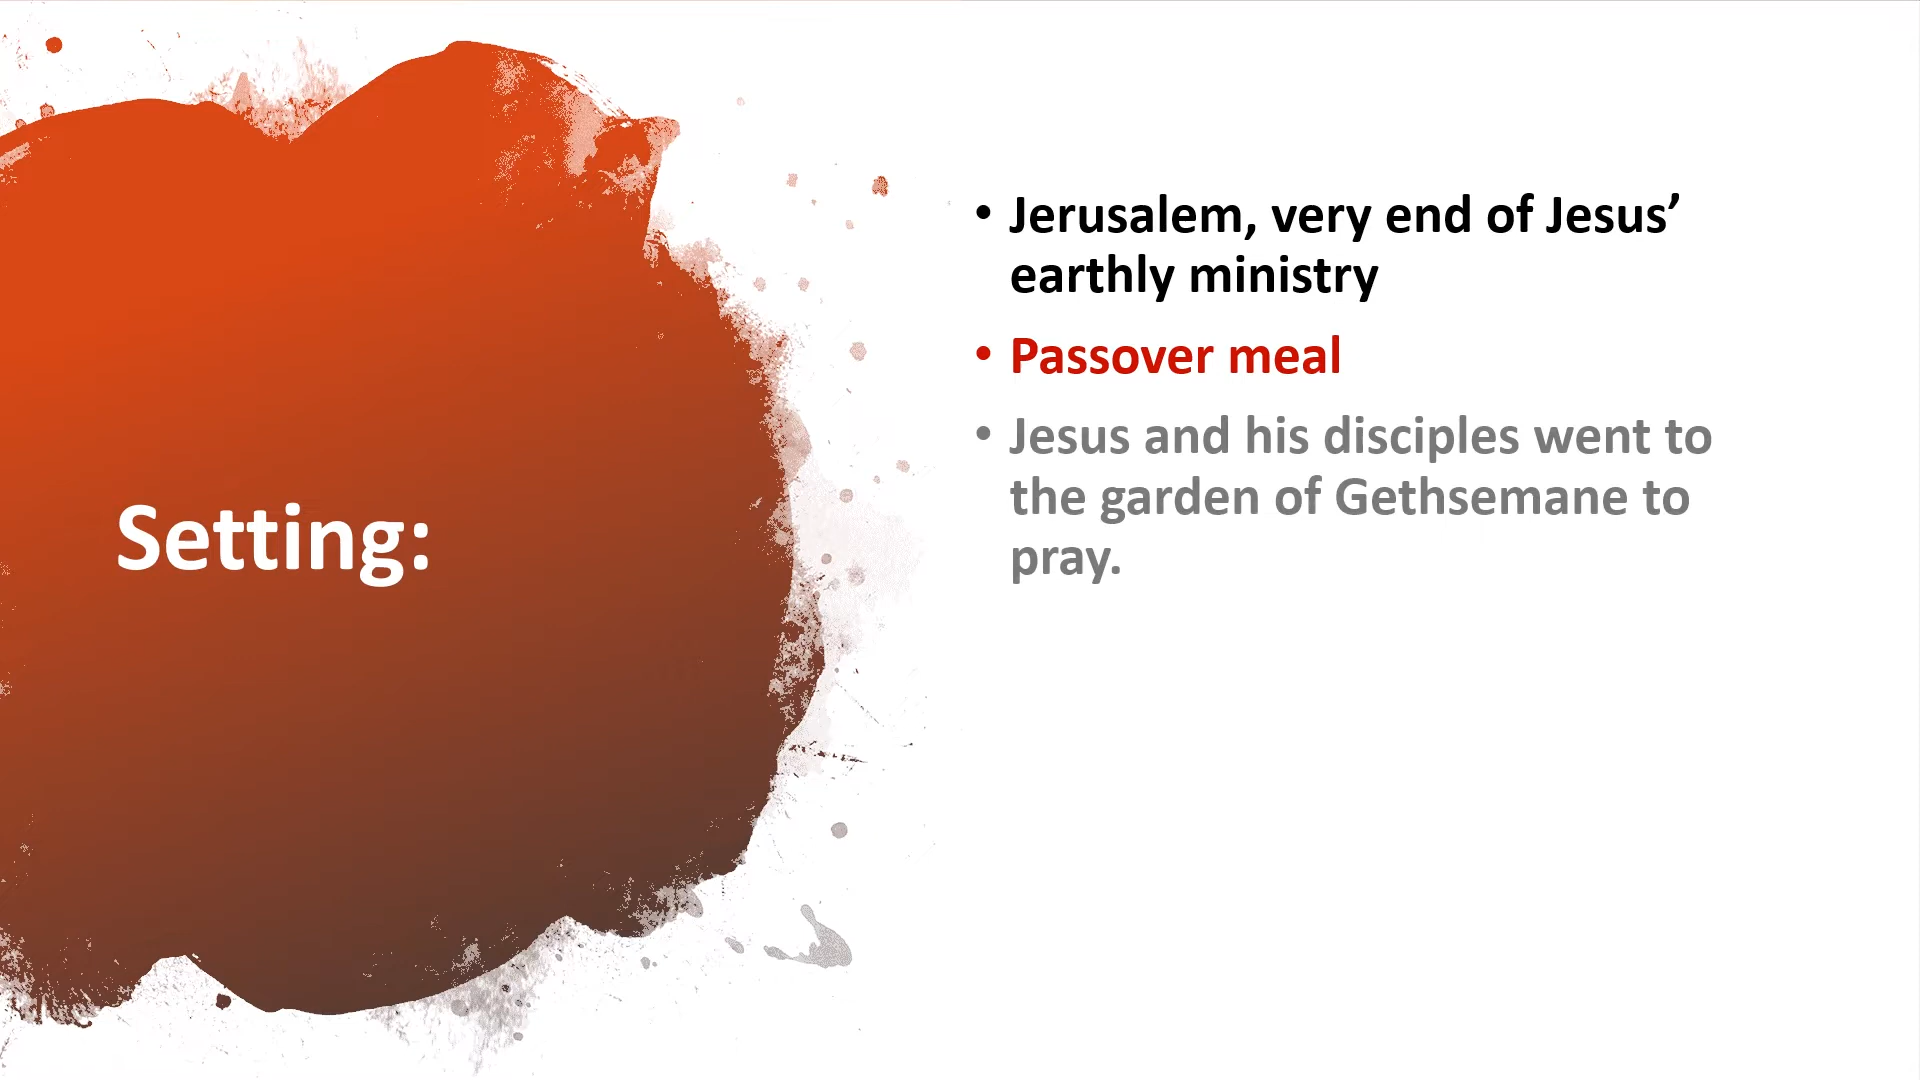 Setting:
• Jerusalem, very end of Jesus’
earthly ministry
• Passover meal
• Jesus and his disciples went to
the garden of Gethsemane to
pray.